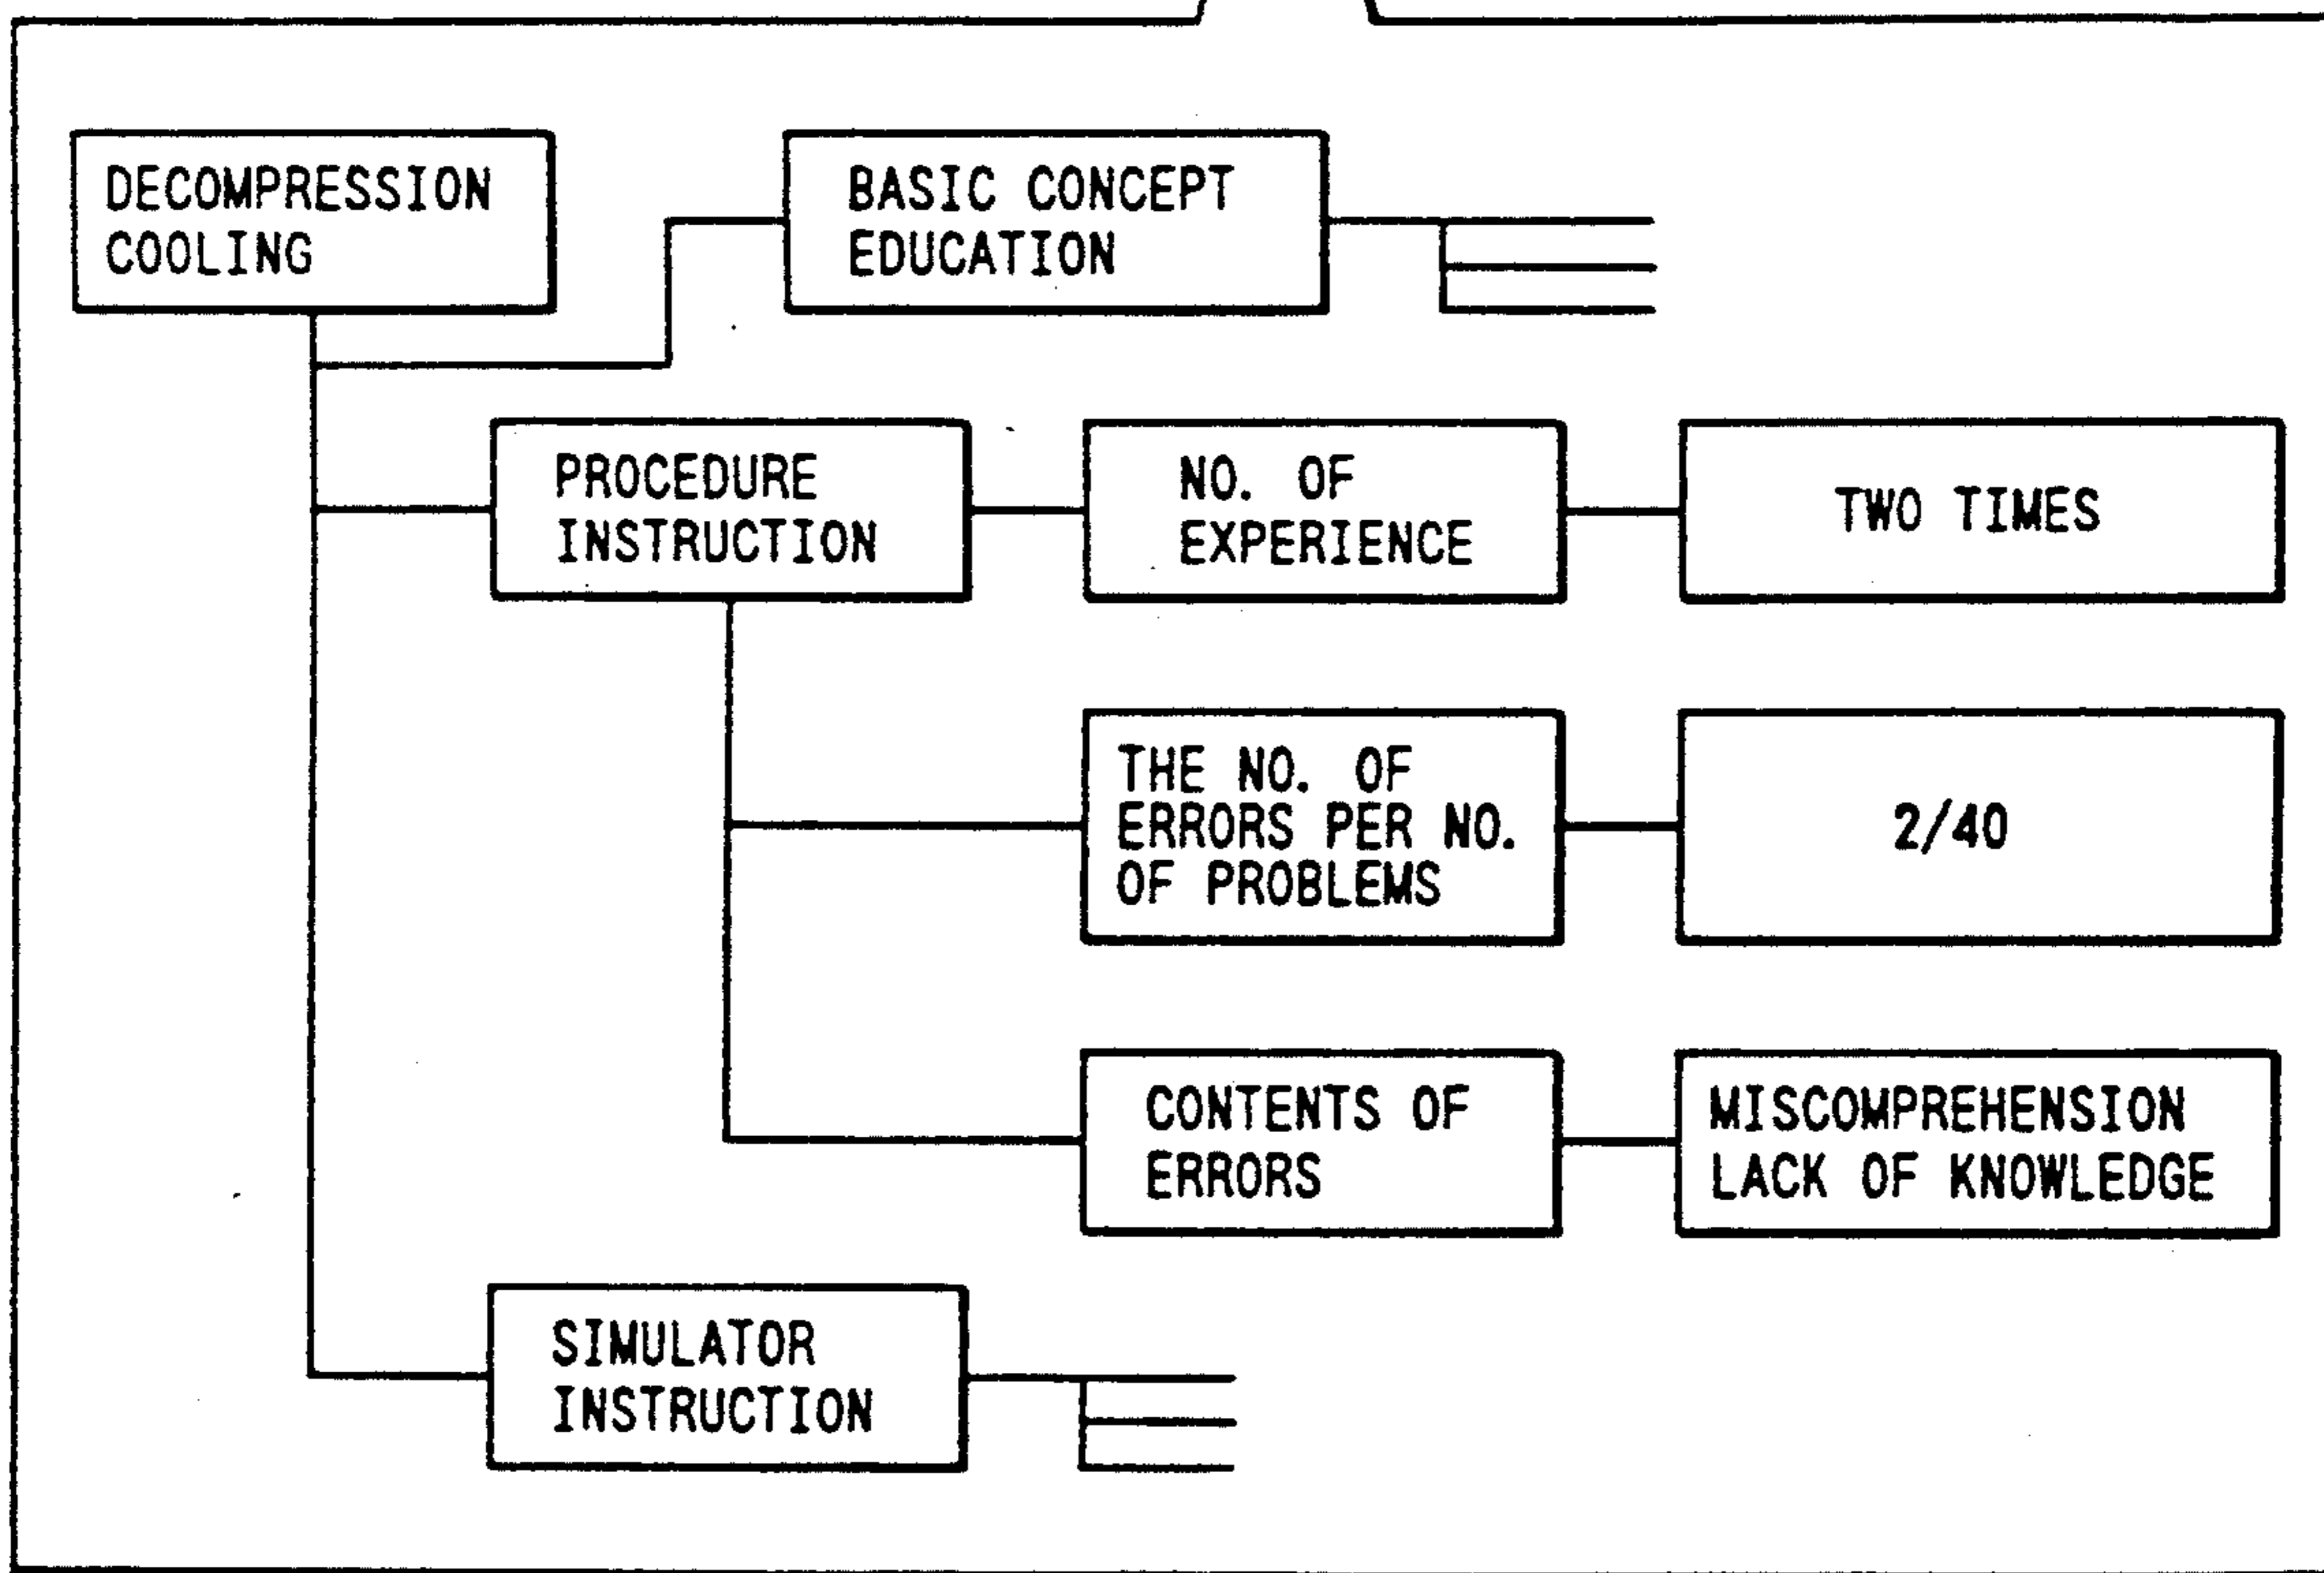 DECOMPRESSION
COOLING
BASIC CONCEPT
EDUCATION
PROCEDURE
INSTRUCTION
NO. OF
EXPERIENCE
TWO TIMES
THE NO. OF
ERRORS PER NO.
OF PROBLEMS
2/40
CONTENTS OF
ERRORS
MISCOMPREHENSION
LACK OF KNOWLEDGE
SIMULATOR
INSTRUCTION